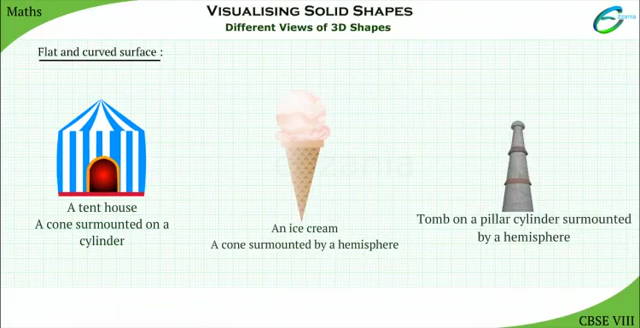 Maths
VISUALISING SOLID SHAPES
Different Views of 3D Shapes
Flat and curved surface :
A tent house
A cone surmounted on a
cylinder
An ice cream
A cone surmounted by a hemisphere
Tomb on a pillar cylinder surmounted
by a hemisphere
CBSE VIII